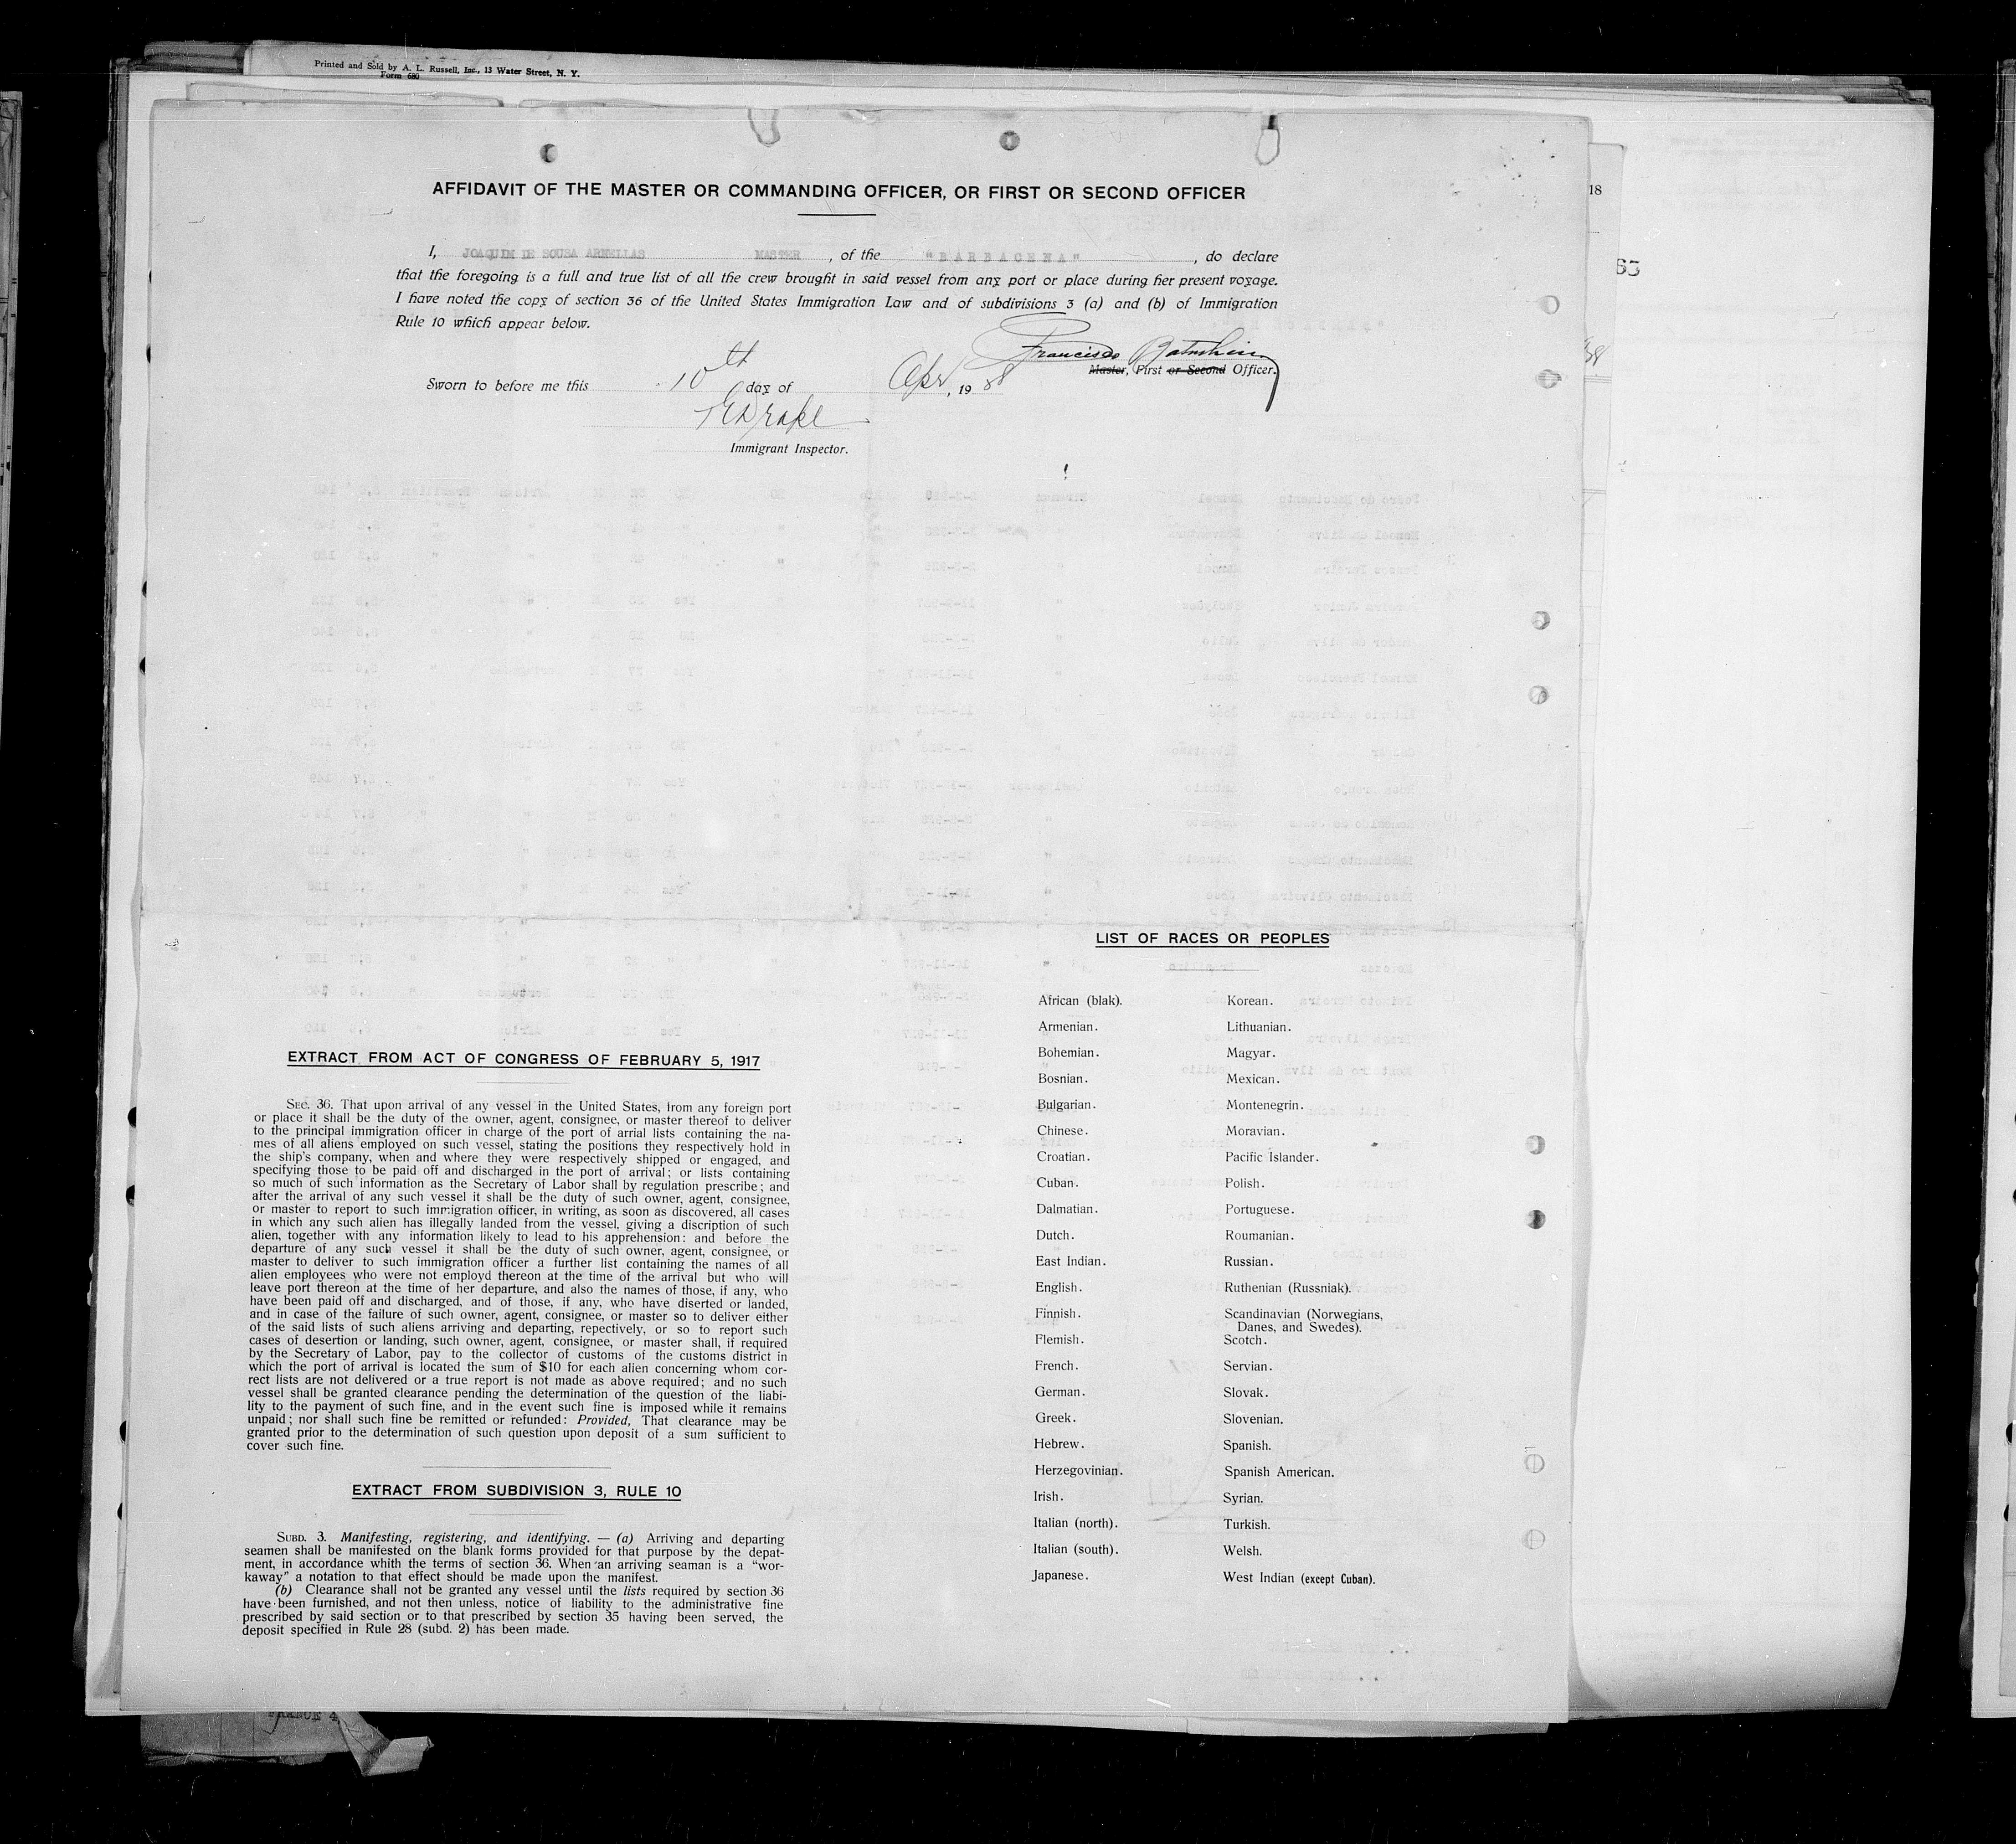 Printed and Sold by A. L. Russell, Inc., 13 Water Street, N. Y.
Form 680
18
AFFIDAVIT OF THE MASTER OR COMMANDING OFFICER, OR FIRST OR SECOND OFFICER
I, JOAQUIM DE SOUSA ARNELLAS MASTER, of the "BARBACENA", do declare
that the foregoing is a full and true list of all the crew brought in said vessel from any port or place during her present voyage.
I have noted the copy of section 36 of the United States Immigration Law and of subdivisions 3 (a) and (b) of Immigration
Rule 10 which appear below.
Francisco
Master, First or Second Officer.
Sworn to before me this 10th day of Apr, 19
Drake
Immigrant Inspector.
EXTRACT FROM ACT OF CONGRESS OF FEBRUARY 5, 1917
SEC. 36. That upon arrival of any vessel in the United States, from any foreign port
or place it shall be the duty of the owner, agent, consignee, or master thereof to deliver
to the principal immigration officer in charge of the port of arrial lists containing the na-
mes of all aliens employed on such vessel, stating the positions they respectively hold in
the ship's company, when and where they were respectively shipped or engaged, and
specifying those to be paid off and discharged in the port of arrival; or lists containing
so much of such information as the Secretary of Labor shall by regulation prescribe; and
after the arrival of any such vessel it shall be the duty of such owner, agent, consignee,
or master to report to such immigration officer, in writing, as soon as discovered, all cases
in which any such alien has illegally landed from the vessel, giving a discription of such
alien, together with any information likely to lead to his apprehension: and before the
departure of any such vessel it shall be the duty of such owner, agent, consignee, or
master to deliver to such immigration officer a further list containing the names of all
alien employees who were not employd thereon at the time of the arrival but who will
leave port thereon at the time of her departure, and also the names of those, if any, who
have been paid off and discharged, and of those, if any, who have diserted or landed,
and in case of the failure of such owner, agent, consignee, or master so to deliver either
of the said lists of such aliens arriving and departing, repectively, or so to report such
cases of desertion or landing, such owner, agent, consignee, or master shall, if required
by the Secretary of Labor, pay to the collector of customs of the customs district in
which the port of arrival is located the sum of $10 for each alien concerning whom cor-
rect lists are not delivered or a true report is not made as above required; and no such
vessel shall be granted clearance pending the determination of the question of the liabi-
lity to the payment of such fine, and in the event such fine is imposed while it remains
unpaid; nor shall such fine be remitted or refunded: Provided, That clearance may be
granted prior to the determination of such question upon deposit of a sum sufficient to
cover such fine.
EXTRACT FROM SUBDIVISION 3, RULE 10
SUBD. 3. Manifesting, registering, and identifying. — (a) Arriving and departing
seamen shall be manifested on the blank forms provided for that purpose by the depat-
ment, in accordance whith the terms of section 36. When an arriving seaman is a "wor-
kaway" a notation to that effect should be made upon the manifest.
(b) Clearance shall not be granted any vessel until the lists required by section 36
have been furnished, and not then unless, notice of liability to the administrative fine
prescribed by said section or to that prescribed by section 35 having been served, the
deposit specified in Rule 28 (subd. 2) has been made.
LIST OF RACES OR PEOPLES
African (blak).
Armenian.
Bohemian.
Bosnian.
Bulgarian.
Chinese.
Croatian.
Cuban.
Dalmatian.
Dutch.
East Indian.
English.
Finnish.
Flemish.
French.
German.
Greek.
Hebrew.
Herzegovinian.
Irish.
Italian (north).
Italian (south).
Japanese.
Korean.
Lithuanian.
Magyar.
Mexican.
Montenegrin.
Moravian.
Pacific Islander.
Polish.
Portuguese.
Roumanian.
Russian.
Ruthenian (Russniak).
Scandinavian (Norwegians,
Danes, and Swedes).
Scotch.
Servian.
Slovak.
Slovenian.
Spanish.
Spanish American.
Syrian.
Turkish.
Welsh.
West Indian (except Cuban).